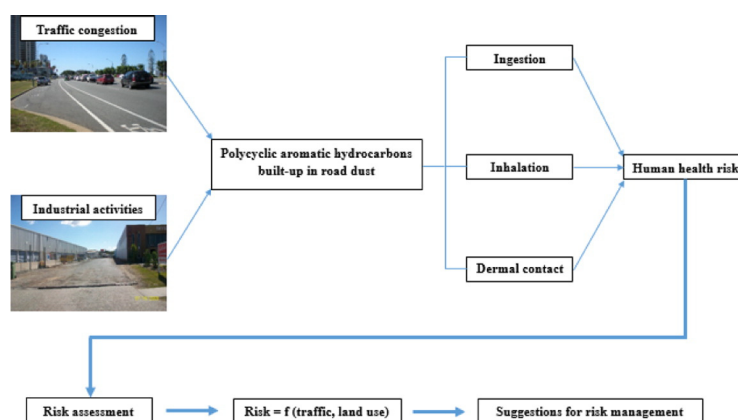 Traffic congestion
Ingestion
Polycyclic aromatic hydrocarbons
built-up in road dust
Inhalation
Human health risk
Industrial activities
Dermal contact
Risk assessment
Risk = f (traffic, land use)
Suggestions for risk management